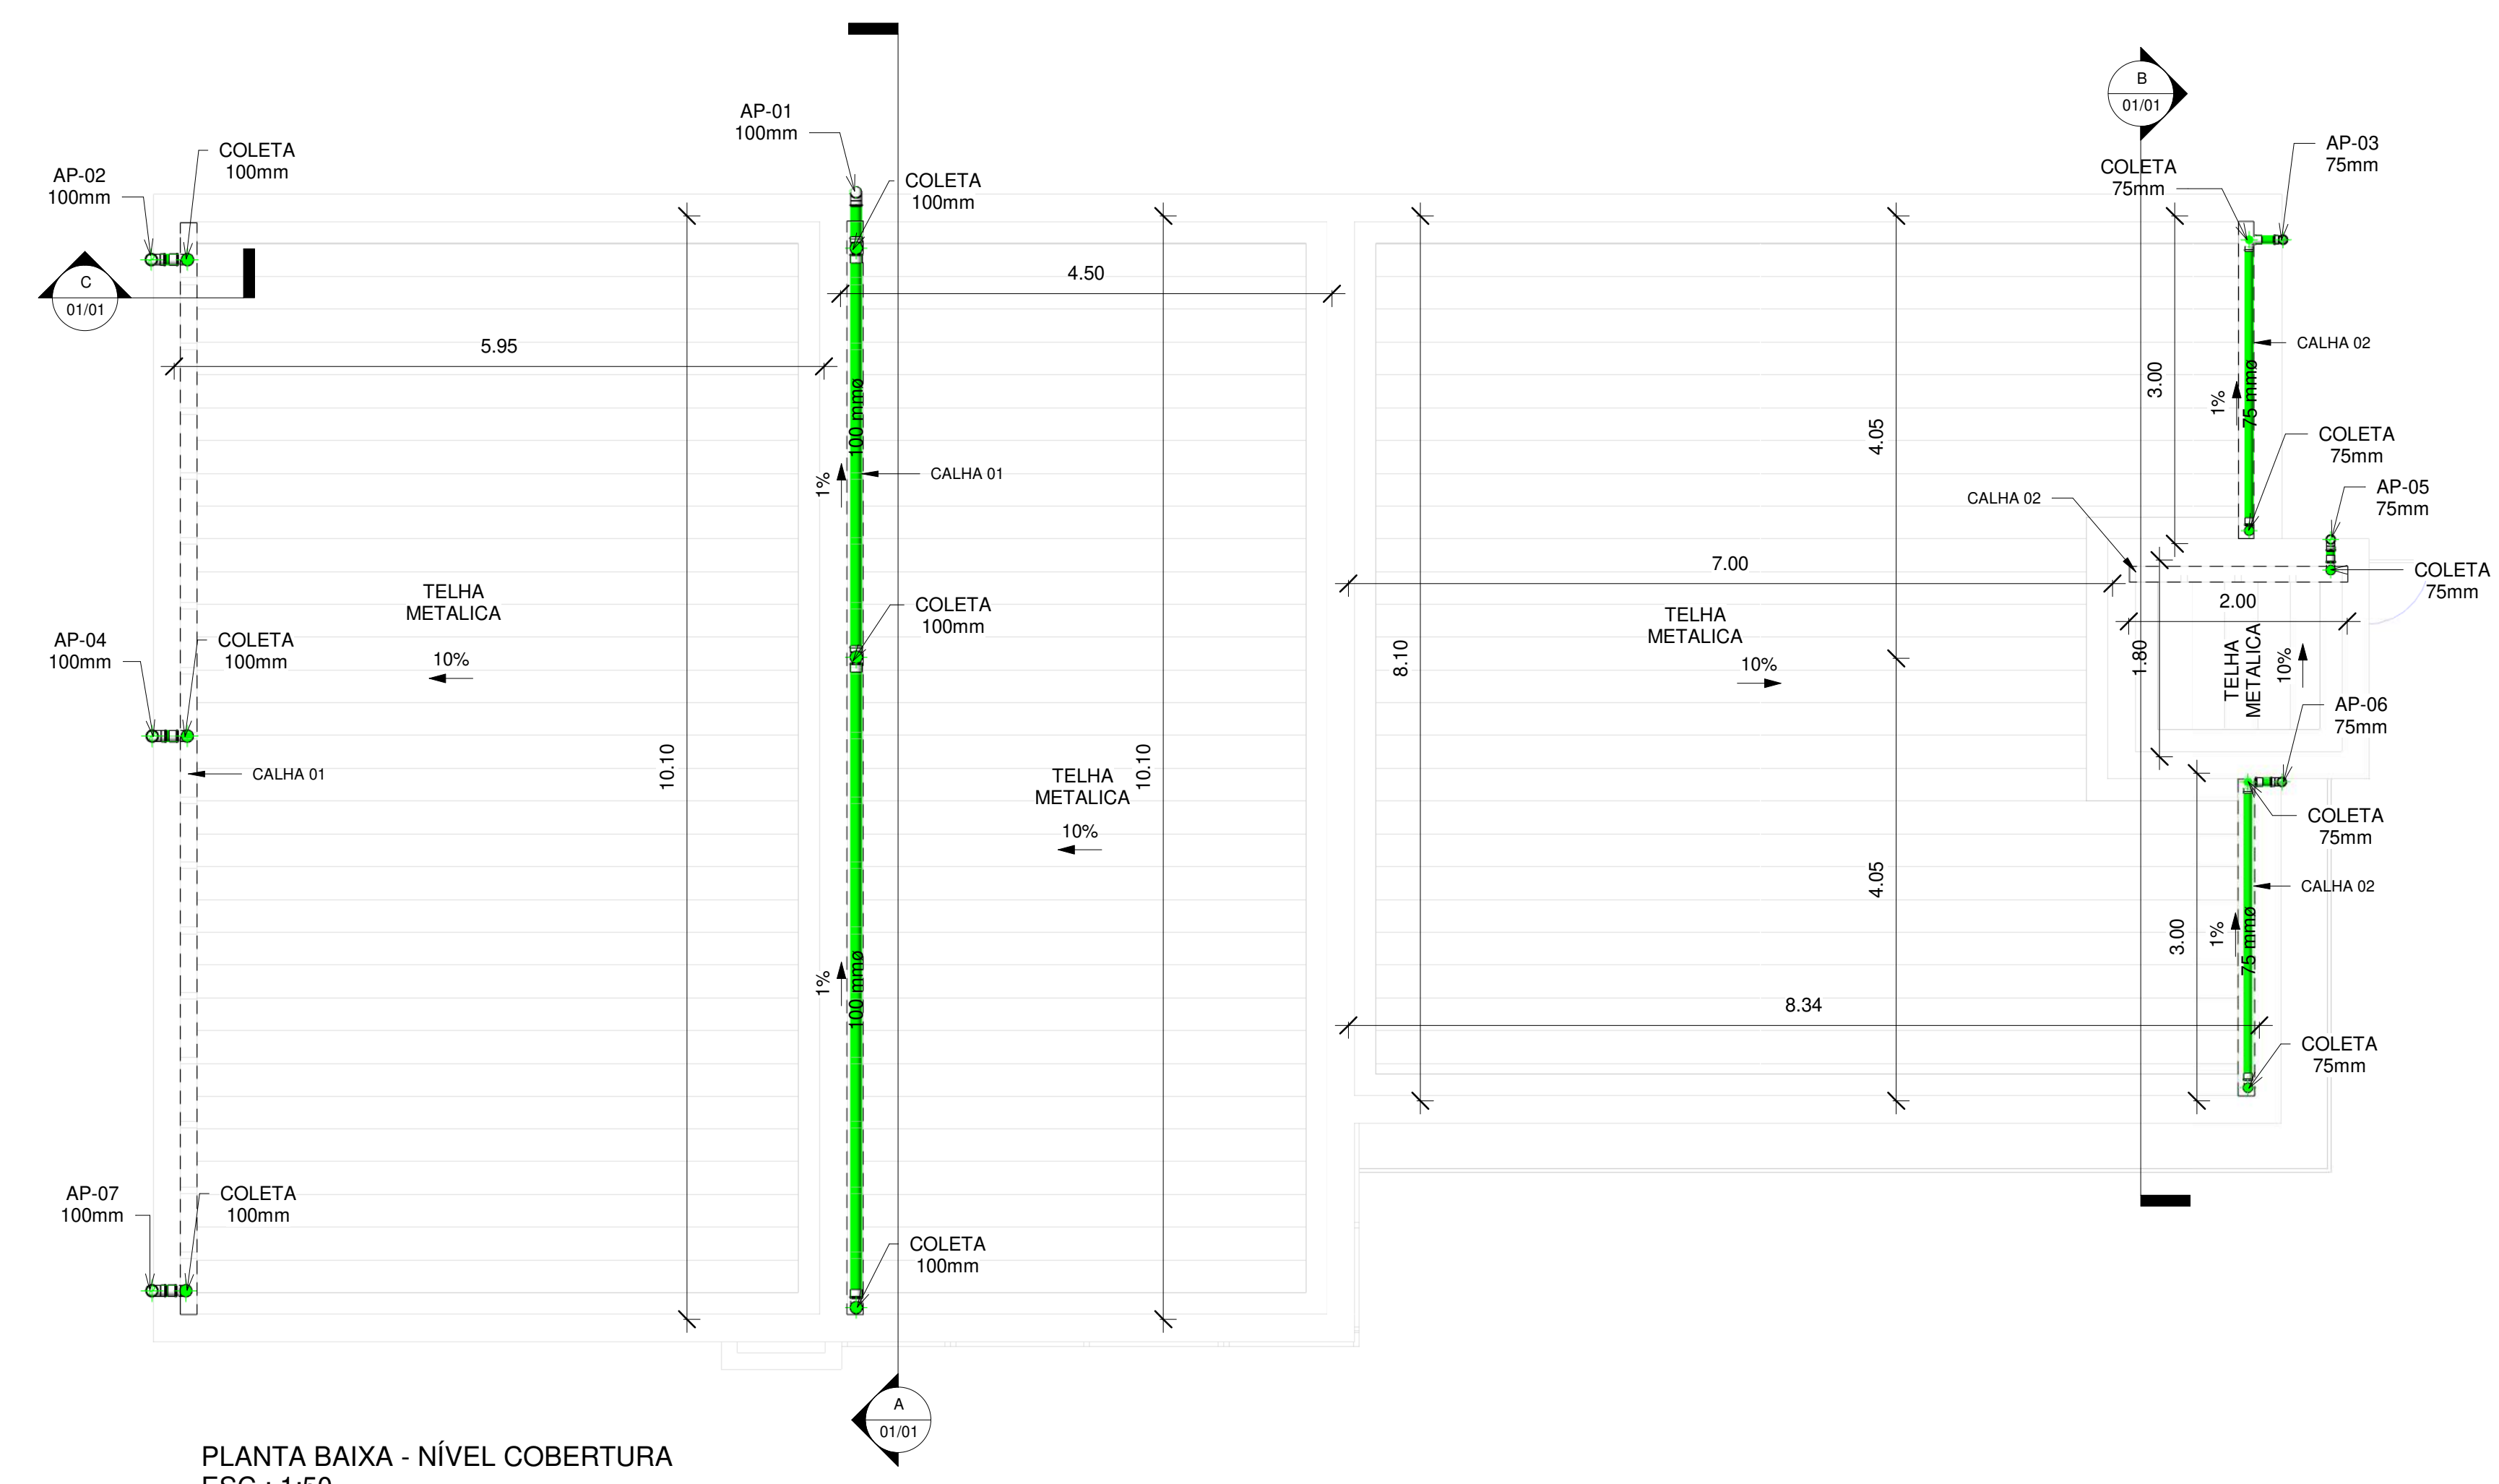 B
01/01
AP-01
100mm
AP-03
75mm
COLETA
100mm
COLETA
75mm
AP-02
100mm
COLETA
100mm
C
01/01
4.50
5.95
CALHA 02
3.00
1%
75 mmø
4.05
100 mmø
1%
CALHA 01
COLETA
75mm
AP-05
75mm
CALHA 02
7.00
COLETA
75mm
2.00
TELHA
METALICA
10%
COLETA
100mm
TELHA
METALICA
10%
8.10
1.80
TELHA
METALICA
10%
AP-04
100mm
COLETA
100mm
AP-06
75mm
CALHA 01
10.10
10.10
TELHA
METALICA
10%
COLETA
75mm
CALHA 02
4.05
3.00
1%
75 mmø
1%
100 mmø
8.34
COLETA
75mm
AP-07
100mm
COLETA
100mm
COLETA
100mm
A
01/01
PLANTA BAIXA - NÍVEL COBERTURA
ESC.: 1:50